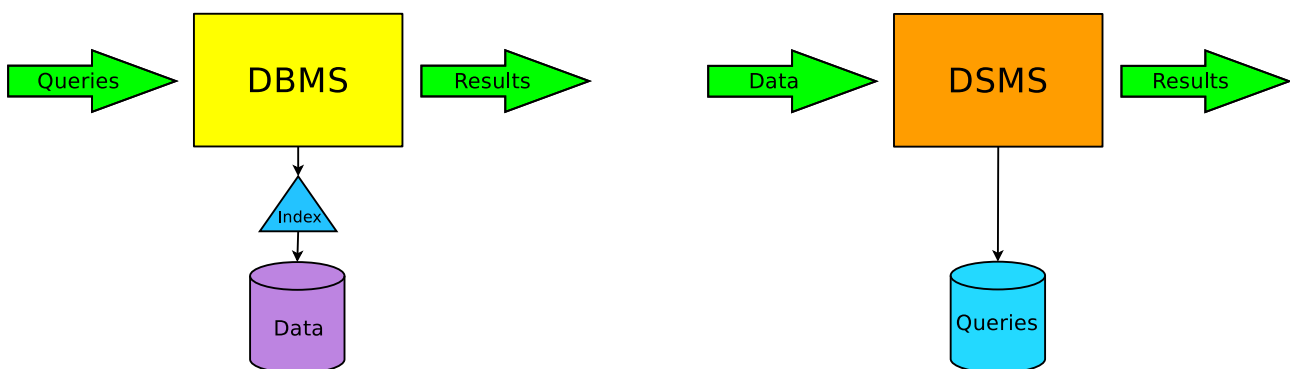 Queries
DBMS
Results
Index
Data
Data
DSMS
Results
Queries